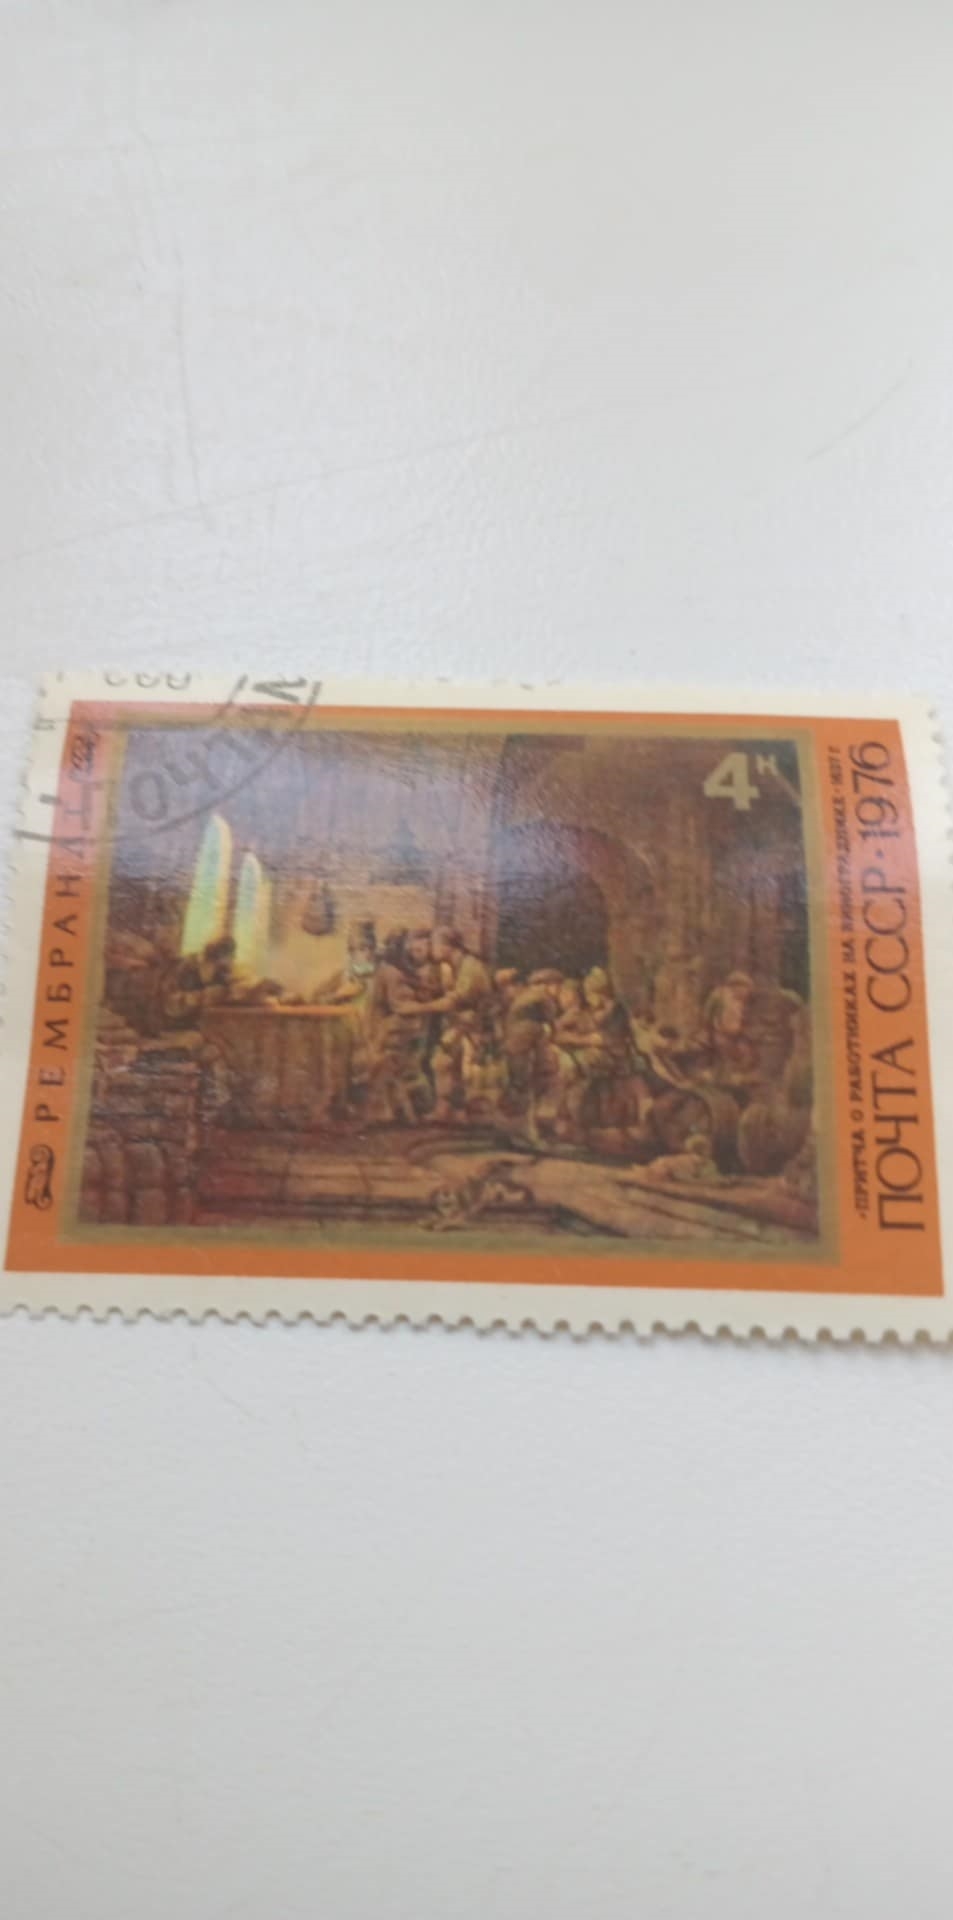 РЕМБРАНДТ
4К
«ПРИТЧА О РАБОТНИКАХ НА ВИНОГРАДНИКЕ» · 1637 Г.
ПОЧТА СССР · 1976